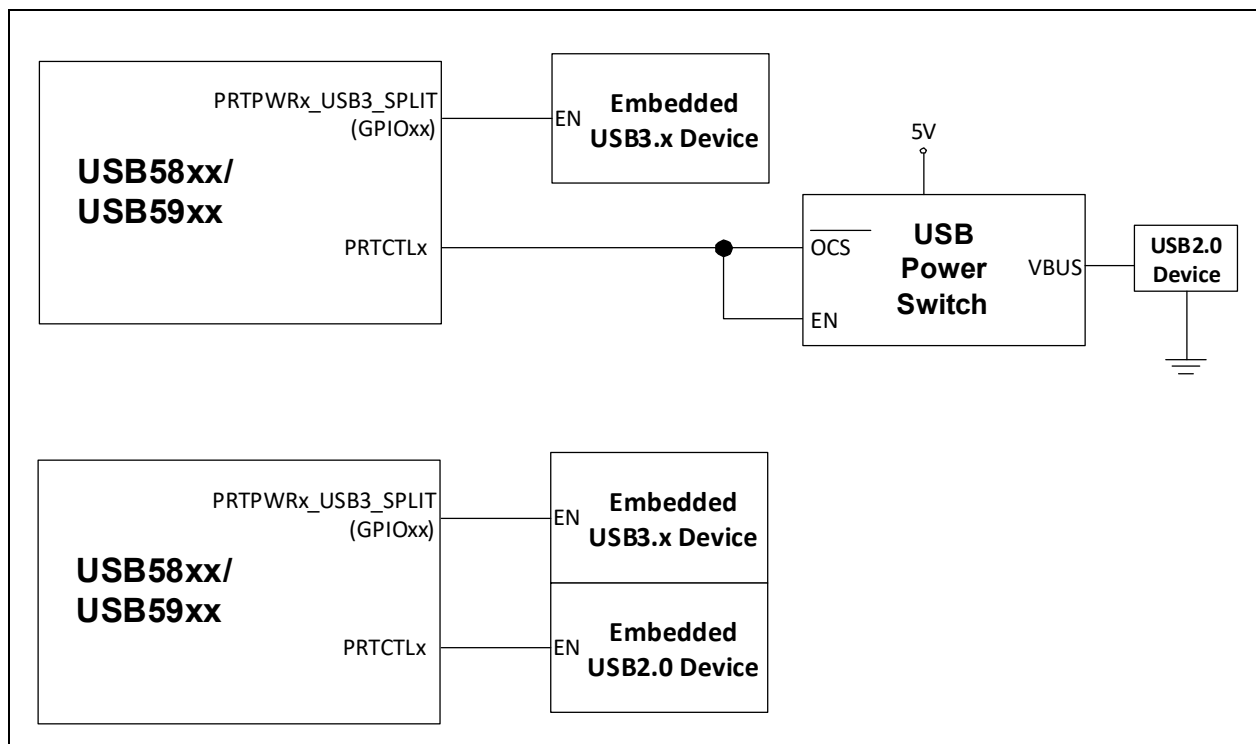 PRTPWRx_USB3_SPLIT
(GPIOxx)
USB58xx/
USB59xx
PRTCTLx
EN
Embedded
USB3.x Device
5V
OCS
EN
USB
Power
Switch
VBUS
USB2.0
Device
PRTPWRx_USB3_SPLIT
(GPIOxx)
USB58xx/
USB59xx
PRTCTLx
EN
Embedded
USB3.x Device
EN
Embedded
USB2.0 Device